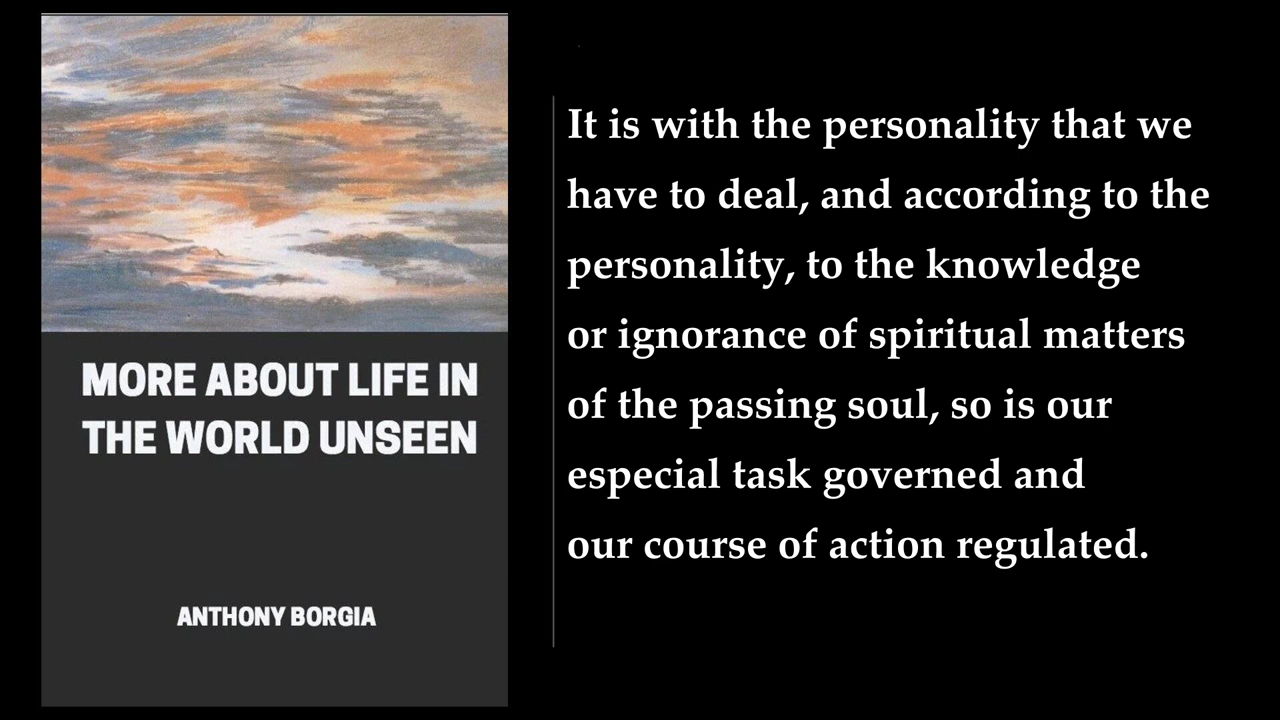 MORE ABOUT LIFE IN
THE WORLD UNSEEN
ANTHONY BORGIA
It is with the personality that we
have to deal, and according to the
personality, to the knowledge
or ignorance of spiritual matters
of the passing soul, so is our
especial task governed and
our course of action regulated.